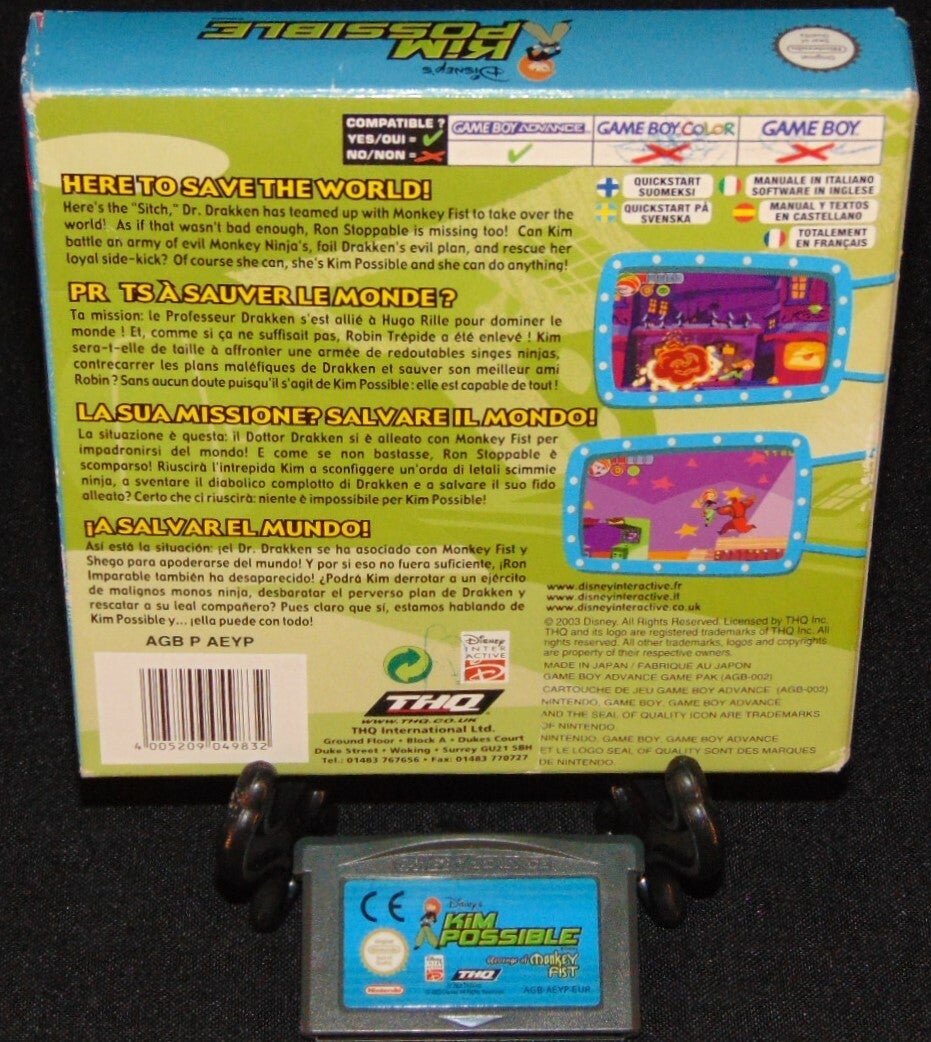 DISNEY'S
KIM
POSSIBLE
Original
Nintendo
Seal of
Quality
COMPATIBLE ?
YES/OUI =
NO/NON =
GAME BOY ADVANCE
GAME BOY COLOR
GAME BOY
HERE TO SAVE THE WORLD!
Here's the "Sitch," Dr. Drakken has teamed up with Monkey Fist to take over the
world! As if that wasn't bad enough, Ron Stoppable is missing too! Can Kim
battle an army of evil Monkey Ninja's, foil Drakken's evil plan, and rescue her
loyal side-kick? Of course she can, she's Kim Possible and she can do anything!
QUICKSTART
SUOMEKSI
MANUALE IN ITALIANO
SOFTWARE IN INGLESE
QUICKSTART PÅ
SVENSKA
MANUAL Y TEXTOS
EN CASTELLANO
TOTALEMENT
EN FRANÇAIS
PR TS À SAUVER LE MONDE ?
Ta mission: le Professeur Drakken s'est allié à Hugo Rille pour dominer le
monde ! Et, comme si ça ne suffisait pas, Robin Trépide a été enlevé ! Kim
sera-t-elle de taille à affronter une armée de redoutables singes ninjas,
contrecarrer les plans maléfiques de Drakken et sauver son meilleur ami
Robin ? Sans aucun doute puisqu'il s'agit de Kim Possible : elle est capable de tout !
LA SUA MISSIONE? SALVARE IL MONDO!
La situazione è questa: il Dottor Drakken si è alleato con Monkey Fist per
impadronirsi del mondo! E come se non bastasse, Ron Stoppable è
scomparso! Riuscirà l'intrepida Kim a sconfiggere un'orda di letali scimmie
ninja, a sventare il diabolico complotto di Drakken e a salvare il suo fido
alleato? Certo che ci riuscirà: niente è impossibile per Kim Possible!
¡A SALVAR EL MUNDO!
Así está la situación: ¡el Dr. Drakken se ha asociado con Monkey Fist y
Shego para apoderarse del mundo! Y por si eso no fuera suficiente, ¡Ron
Imparable también ha desaparecido! ¿Podrá Kim derrotar a un ejército
de malignos monos ninja, desbaratar el perverso plan de Drakken y
rescatar a su leal compañero? Pues claro que sí, estamos hablando de
Kim Possible y... ¡ella puede con todo!
AGB P AEYP
4 005209 049832
Disney
INTER
ACTIVE
THQ
WWW.THQ.CO.UK
THQ International Ltd.
Ground Floor • Block A • Dukes Court
Duke Street • Woking • Surrey GU21 5BH
Tel.: 01483 767656 • Fax: 01483 770727
www.disneyinteractive.fr
www.disneyinteractive.it
www.disneyinteractive.co.uk
© 2003 Disney. All Rights Reserved. Licensed by THQ Inc.
THQ and its logo are registered trademarks of THQ Inc. All
rights reserved. All other trademarks, logos and copyrights
are property of their respective owners.
MADE IN JAPAN / FABRIQUE AU JAPON
GAME BOY ADVANCE GAME PAK (AGB-002)
CARTOUCHE DE JEU GAME BOY ADVANCE (AGB-002)
NINTENDO, GAME BOY, GAME BOY ADVANCE
AND THE SEAL OF QUALITY ICON ARE TRADEMARKS
OF NINTENDO.
NINTENDO, GAME BOY, GAME BOY ADVANCE
ET LE LOGO SEAL OF QUALITY SONT DES MARQUES
DE NINTENDO.
GAME BOY ADVANCE
CE
Disney's
KIM
POSSIBLE
Revenge of Monkey
Fist
THQ
Nintendo
AGB-AEYP-EUR